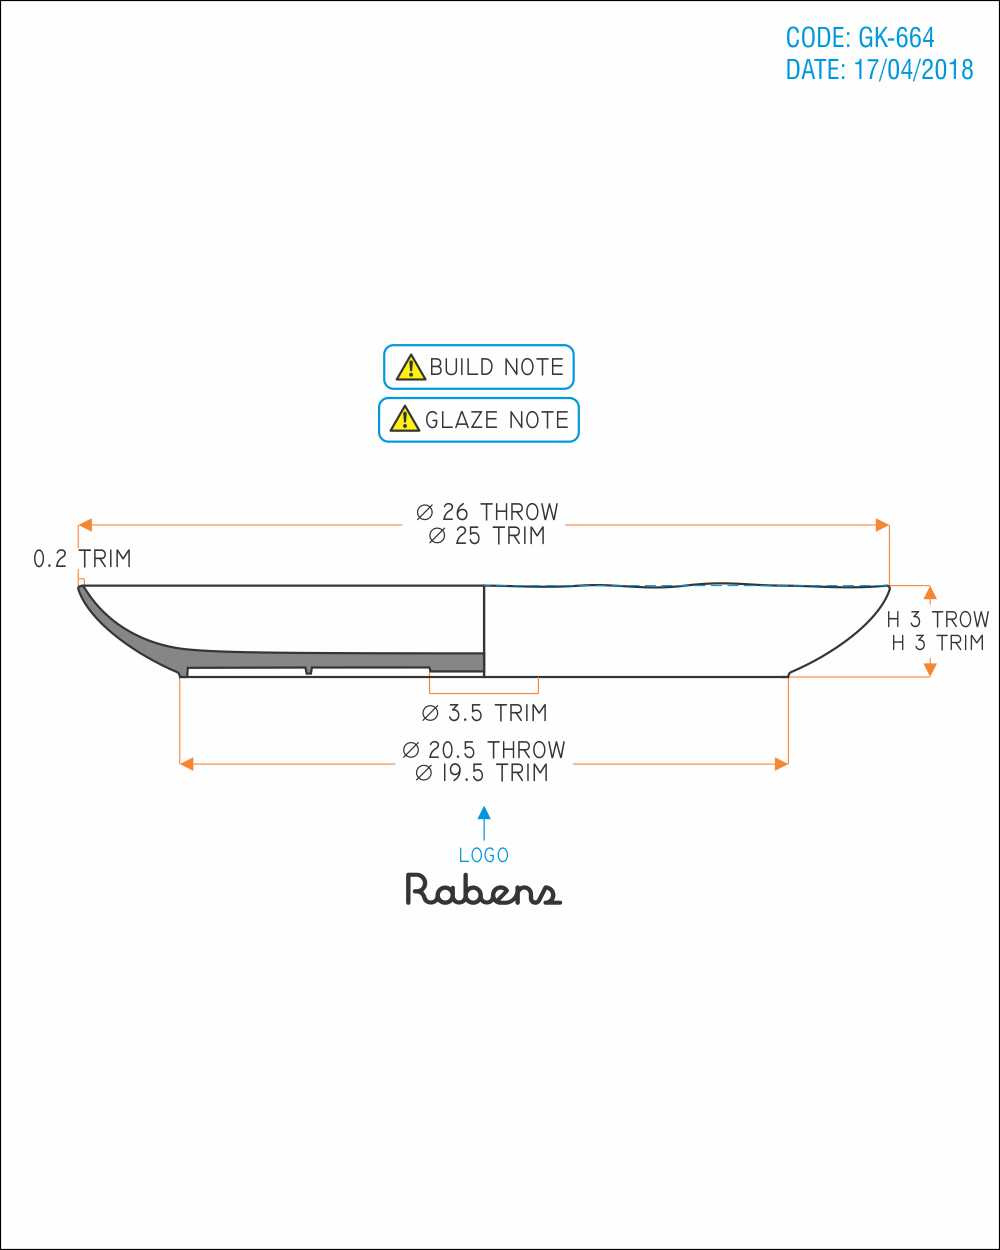 CODE: GK-664
DATE: 17/04/2018
BUILD NOTE
GLAZE NOTE
Ø 26 THROW
Ø 25 TRIM
0.2 TRIM
H 3 TROW
H 3 TRIM
Ø 3.5 TRIM
Ø 20.5 THROW
Ø 19.5 TRIM
LOGO
Rabens